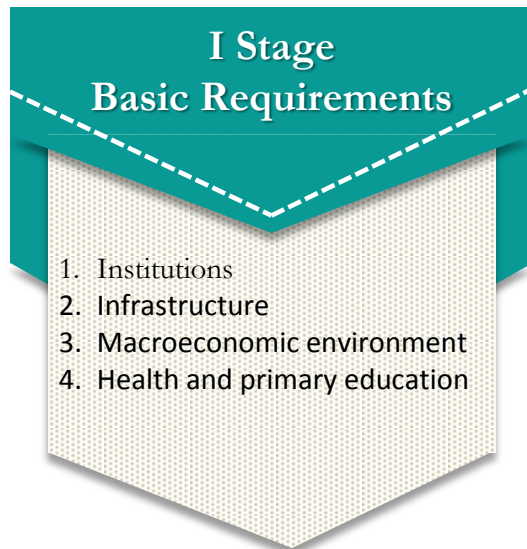 I Stage
Basic Requirements
1. Institutions
2. Infrastructure
3. Macroeconomic environment
4. Health and primary education